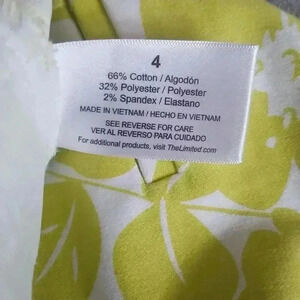 4
66% Cotton / Algodón
32% Polyester / Polyester
2% Spandex / Elastano
MADE IN VIETNAM / HECHO EN VIETNAM
SEE REVERSE FOR CARE
VER AL REVERSO PARA CUIDADO
For additional products, visit TheLimited.com